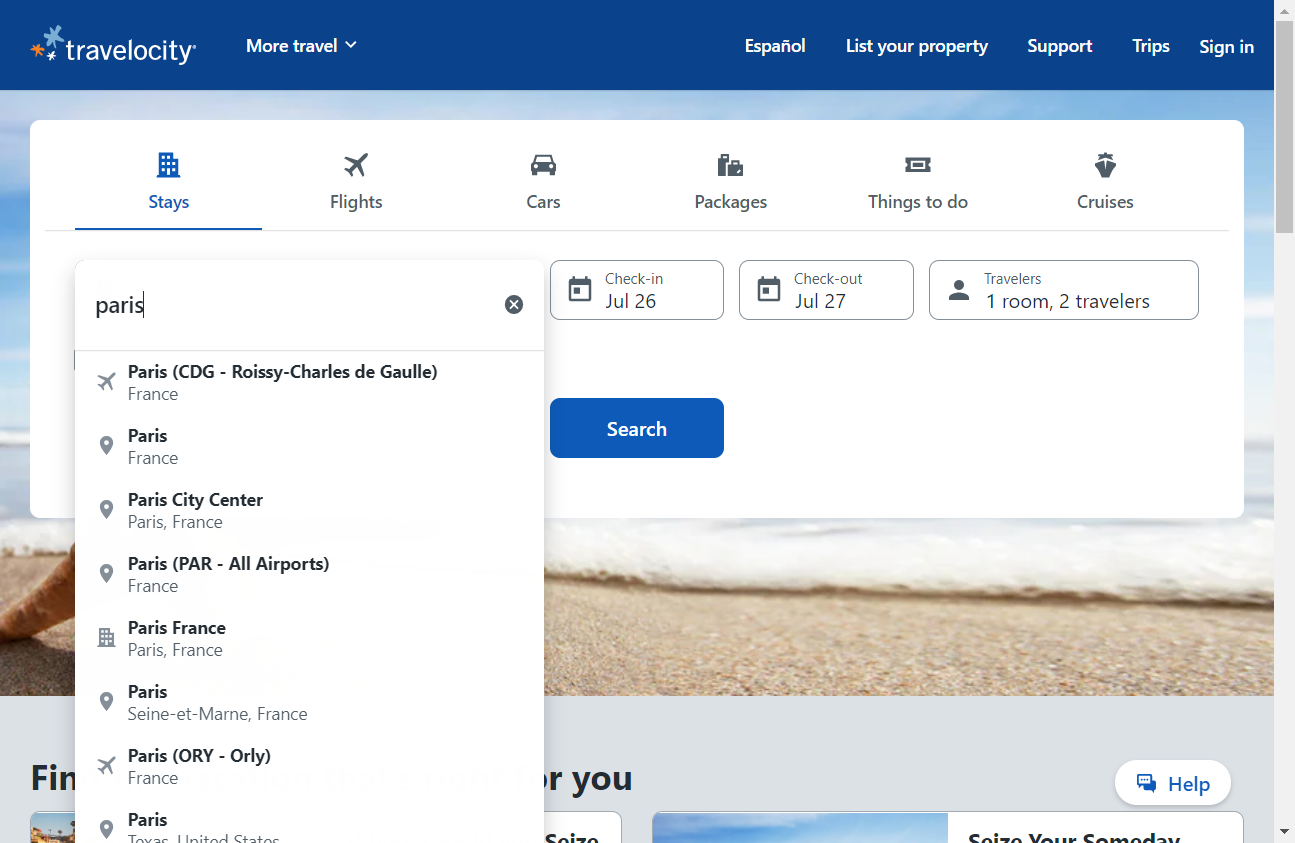 travelocity
More travel
Español
List your property
Support
Trips
Sign in
Stays
Flights
Cars
Packages
Things to do
Cruises
paris
Check-in
Jul 26
Check-out
Jul 27
Travelers
1 room, 2 travelers
Search
Paris (CDG - Roissy-Charles de Gaulle)
France
Paris
France
Paris City Center
Paris, France
Paris (PAR - All Airports)
France
Paris France
Paris, France
Paris
Seine-et-Marne, France
Paris (ORY - Orly)
France
Paris
Texas, United States
you
Help
Seize
Seize Your Someday